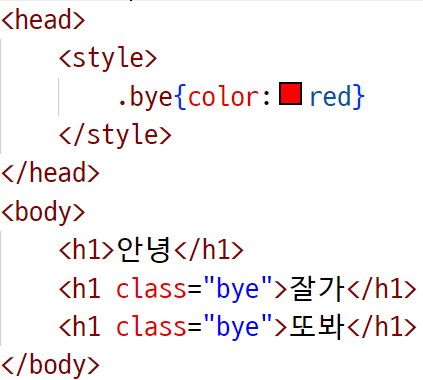 <head>
<style>
.bye{color:red}
</style>
</head>
<body>
<h1>안녕</h1>
<h1 class="bye">잘가</h1>
<h1 class="bye">또봐</h1>
</body>